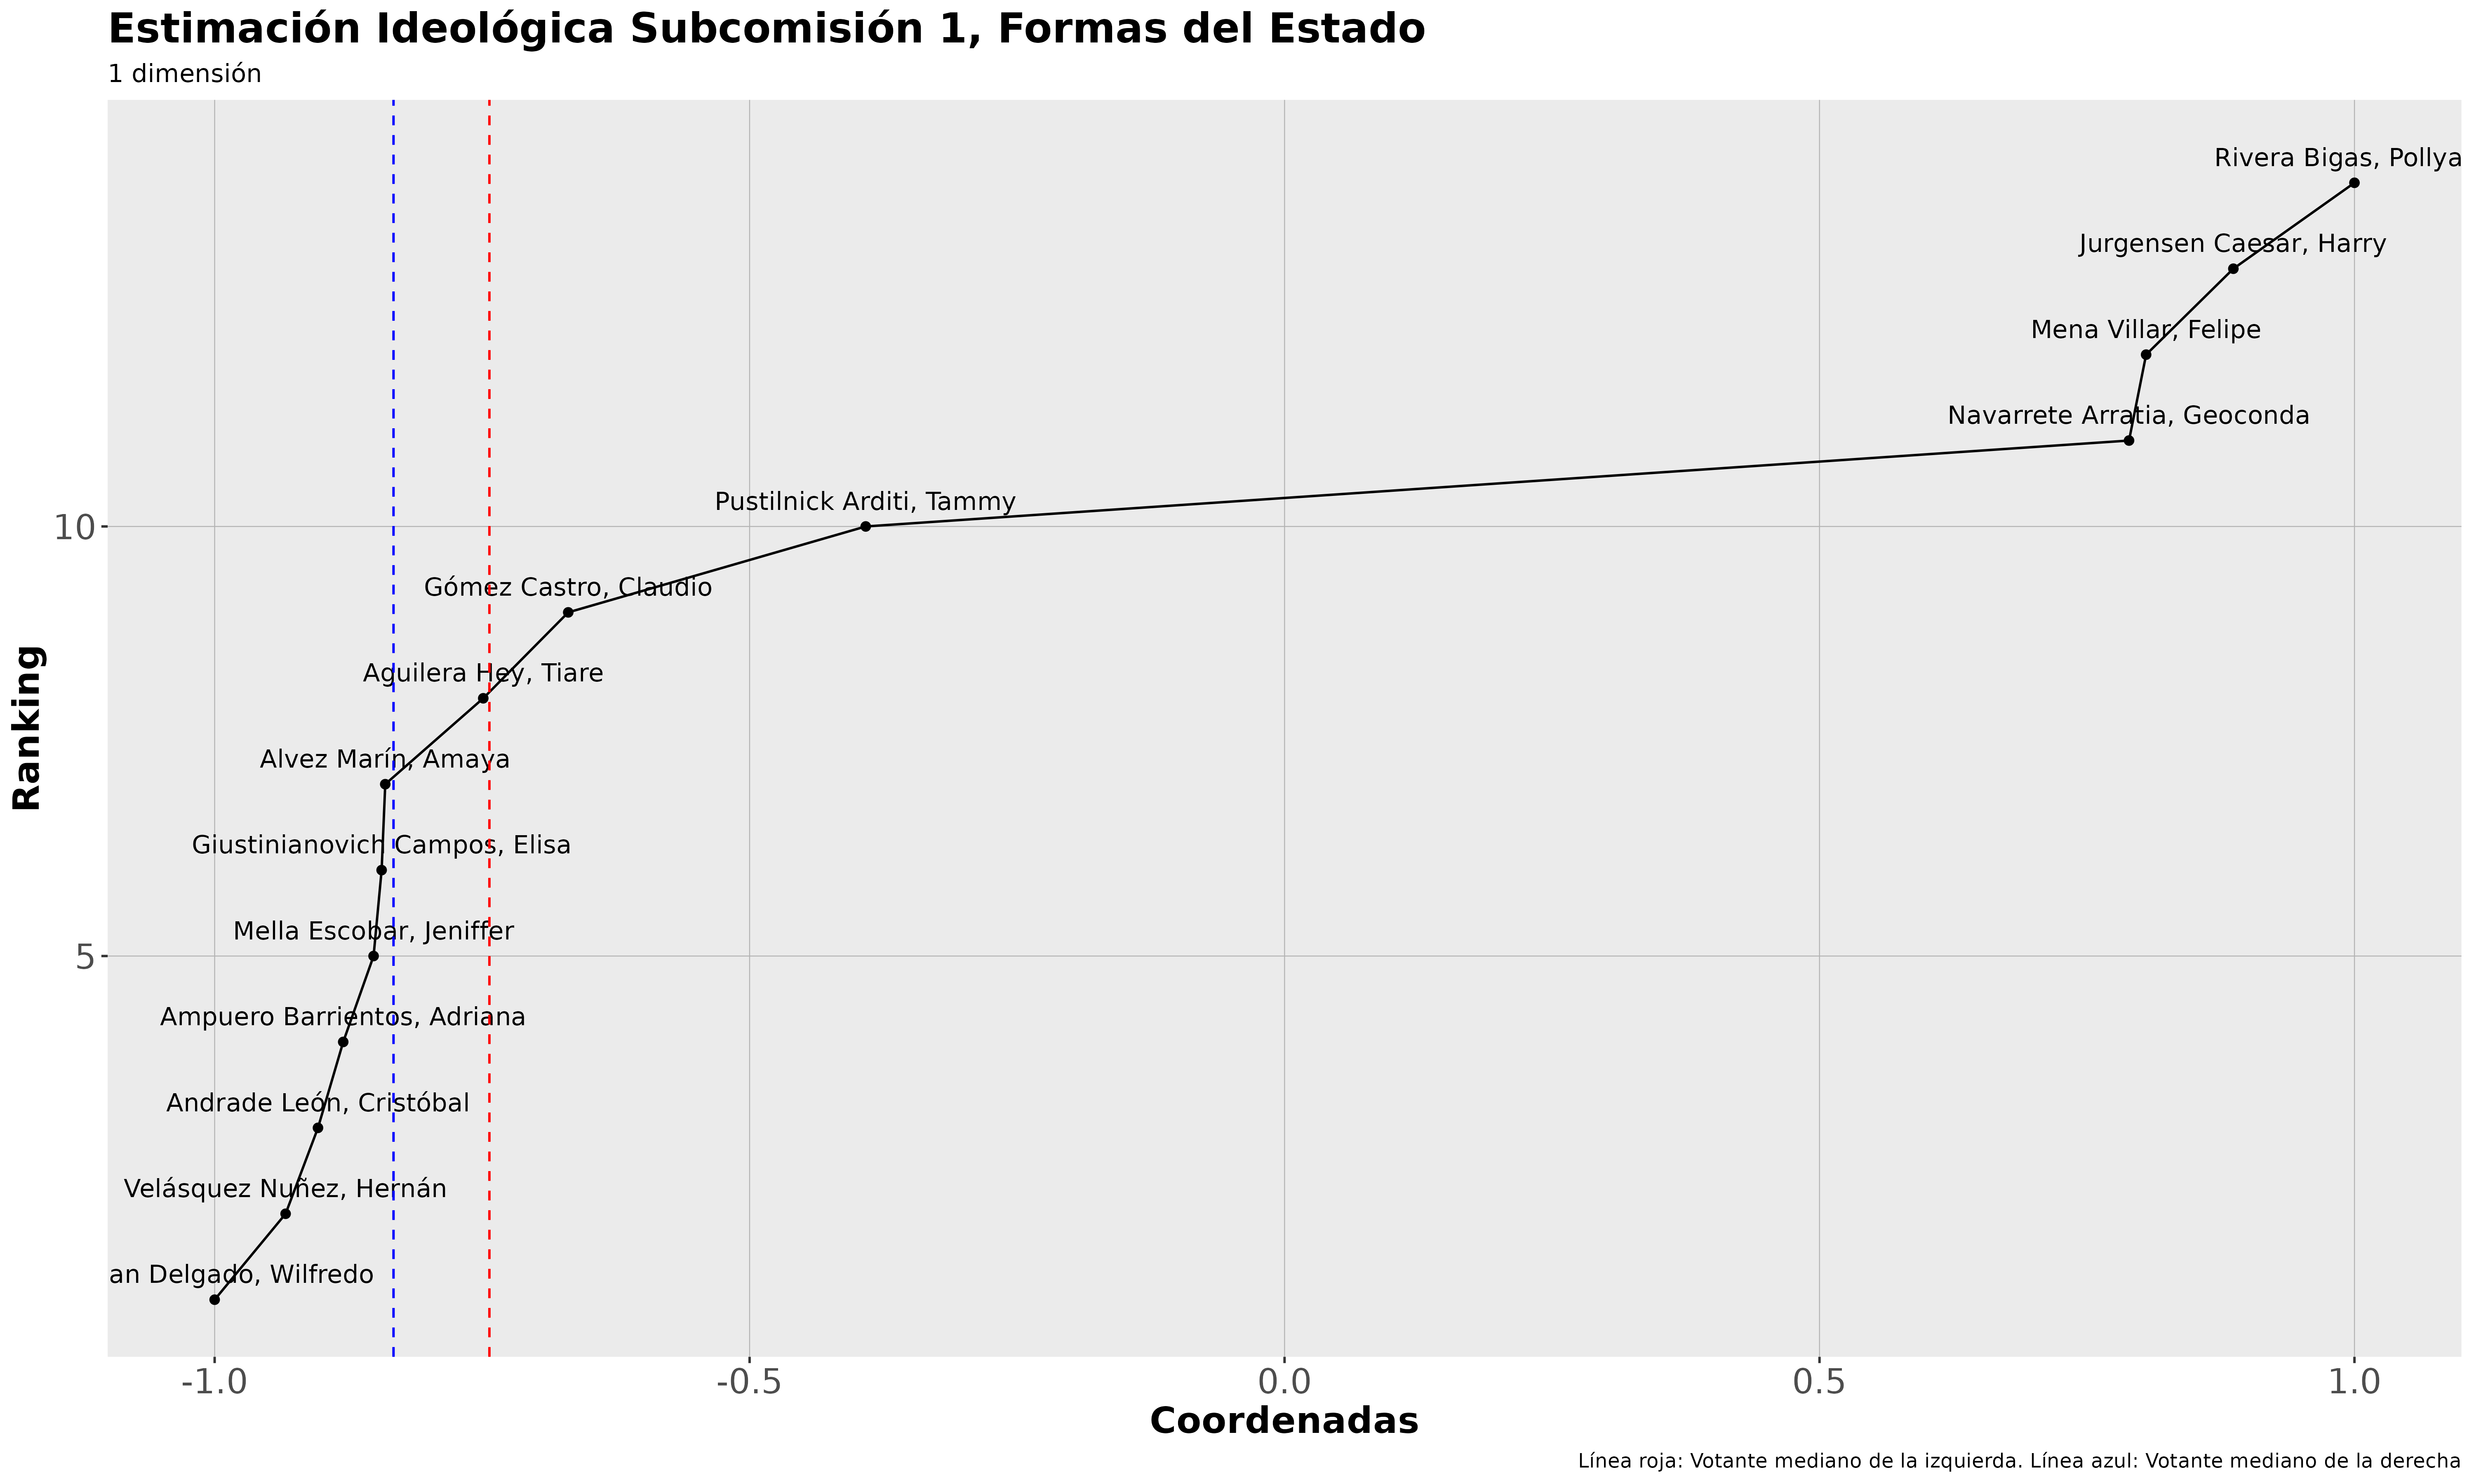 Estimación Ideológica Subcomisión 1, Formas del Estado
1 dimensión
Rivera Bigas, Pollya
Jurgensen Caesar, Harry
Mena Villar, Felipe
Navarrete Arratia, Geoconda
Pustilnick Arditi, Tammy
10
Gómez Castro, Claudio
Aguilera Hey, Tiare
Ranking
Alvez Marín, Amaya
Giustinianovich Campos, Elisa
Mella Escobar, Jeniffer
5
Ampuero Barrientos, Adriana
Andrade León, Cristóbal
Velásquez Nuñez, Hernán
an Delgado, Wilfredo
-1.0 -0.5 0.0 0.5 1.0
Coordenadas
Línea roja: Votante mediano de la izquierda. Línea azul: Votante mediano de la derecha